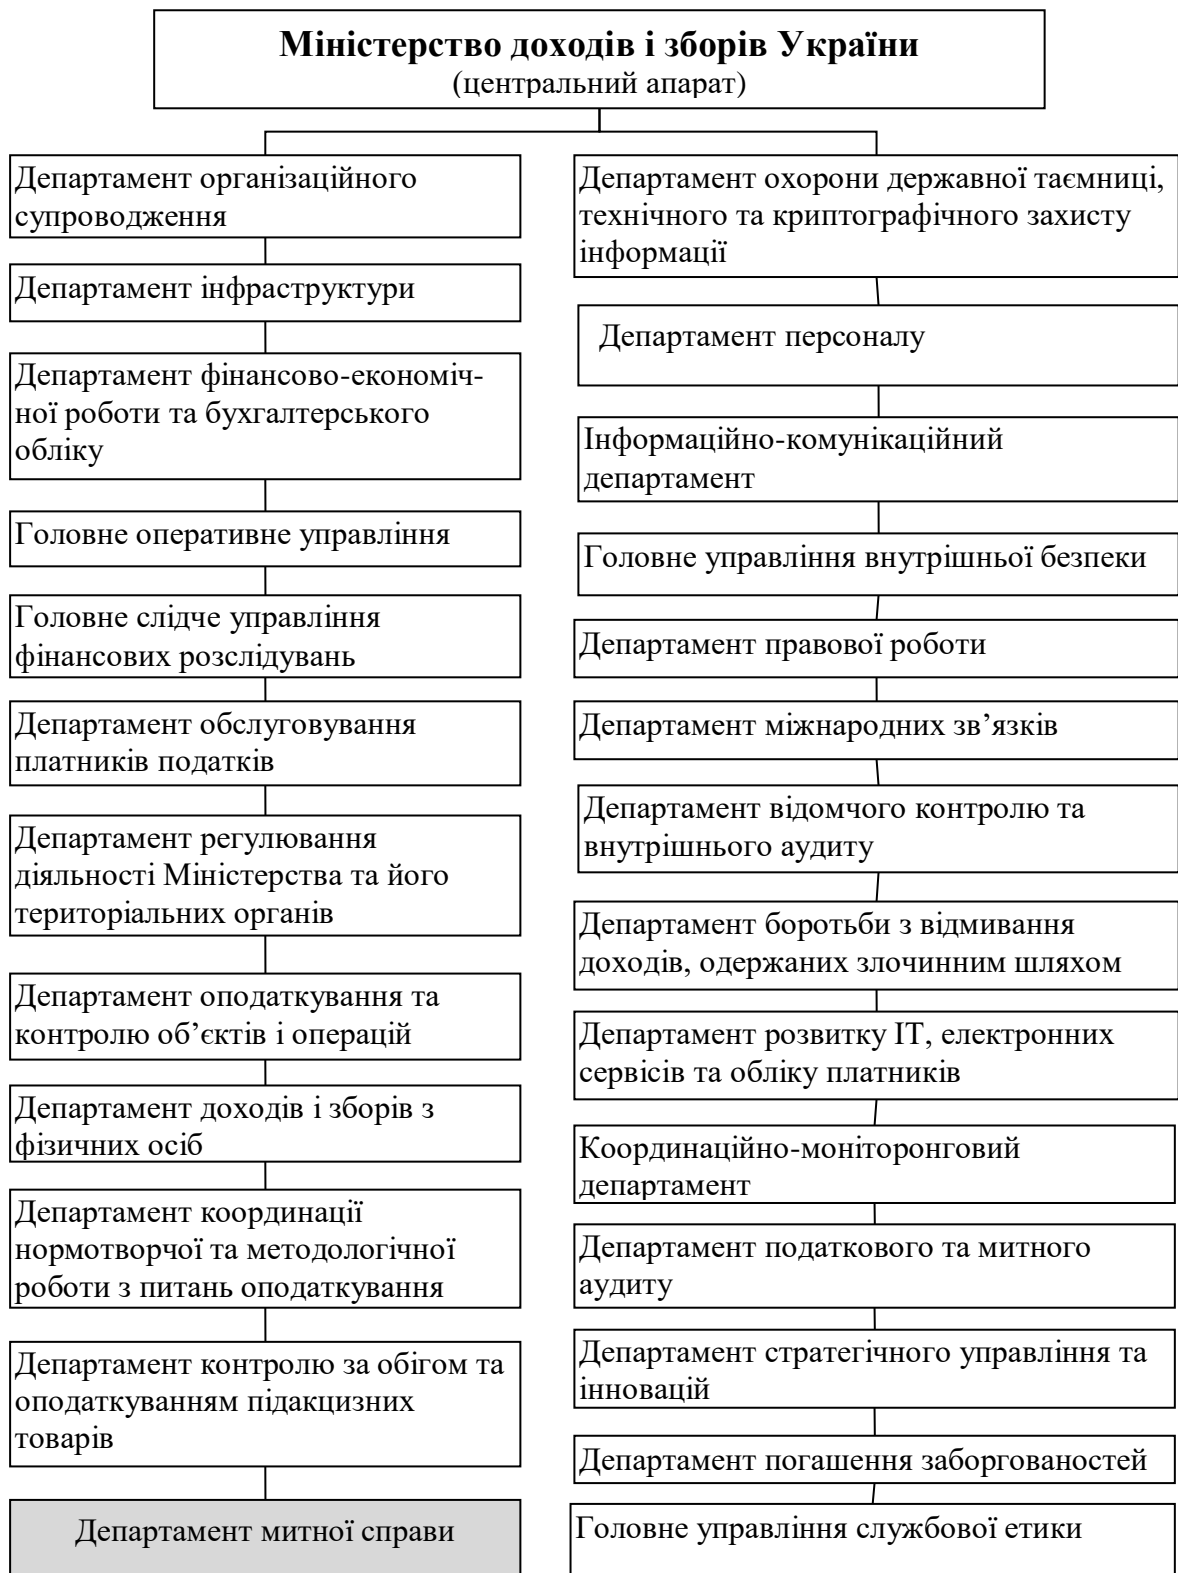 Міністерство доходів і зборів України
(центральний апарат)
Департамент організаційного
супроводження
Департамент інфраструктури
Департамент фінансово-економіч-
ної роботи та бухгалтерського
обліку
Головне оперативне управління
Головне слідче управління
фінансових розслідувань
Департамент обслуговування
платників податків
Департамент регулювання
діяльності Міністерства та його
територіальних органів
Департамент оподаткування та
контролю об’єктів і операцій
Департамент доходів і зборів з
фізичних осіб
Департамент координації
нормотворчої та методологічної
роботи з питань оподаткування
Департамент контролю за обігом та
оподаткуванням підакцизних
товарів
Департамент митної справи
Департамент охорони державної таємниці,
технічного та криптографічного захисту
інформації
Департамент персоналу
Інформаційно-комунікаційний
департамент
Головне управління внутрішньої безпеки
Департамент правової роботи
Департамент міжнародних зв’язків
Департамент відомчого контролю та
внутрішнього аудиту
Департамент боротьби з відмивання
доходів, одержаних злочинним шляхом
Департамент розвитку ІТ, електронних
сервісів та обліку платників
Координаційно-моніторонговий
департамент
Департамент податкового та митного
аудиту
Департамент стратегічного управління та
інновацій
Департамент погашення заборгованостей
Головне управління службової етики